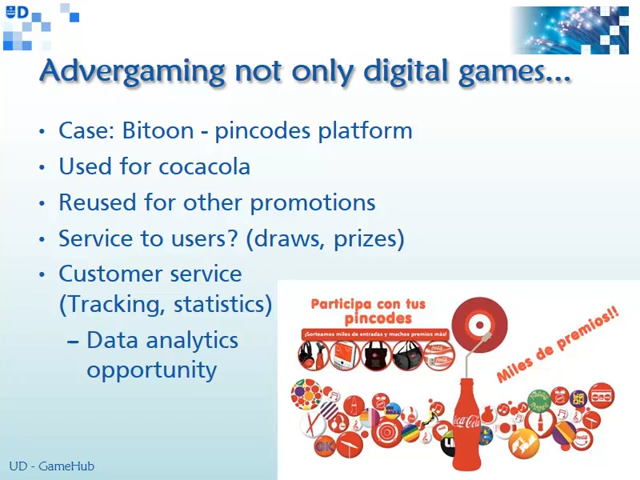 UD
Advergaming not only digital games...
• Case: Bitoon - pincodes platform
• Used for cocacola
• Reused for other promotions
• Service to users? (draws, prizes)
• Customer service
(Tracking, statistics)
– Data analytics
opportunity
Participa con tus
pincodes
¡Sorteamos miles de entradas y muchos premios más!
Miles de premios!!
Coca-Cola
OK
UD - GameHub